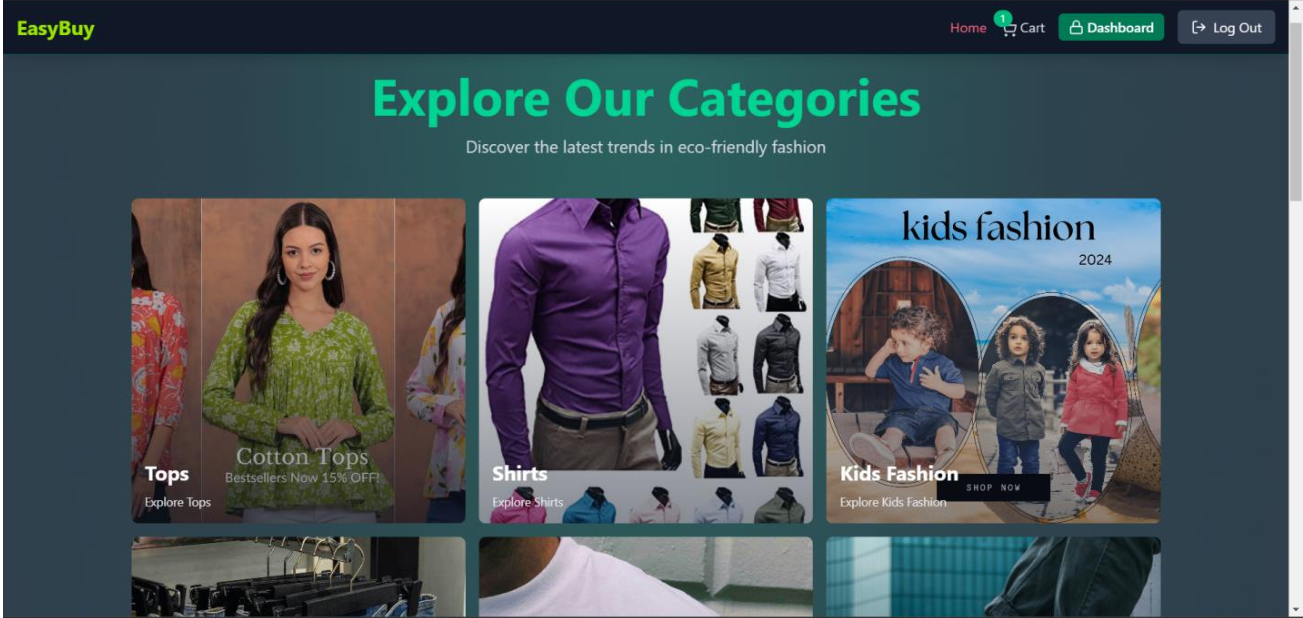 EasyBuy
Home 1 Cart Dashboard Log Out
Explore Our Categories
Discover the latest trends in eco-friendly fashion
Cotton Tops
Bestsellers Now 15% OFF!
Tops
Explore Tops
Shirts
Explore Shirts
kids fashion
2024
SHOP NOW
Kids Fashion
Explore Kids Fashion